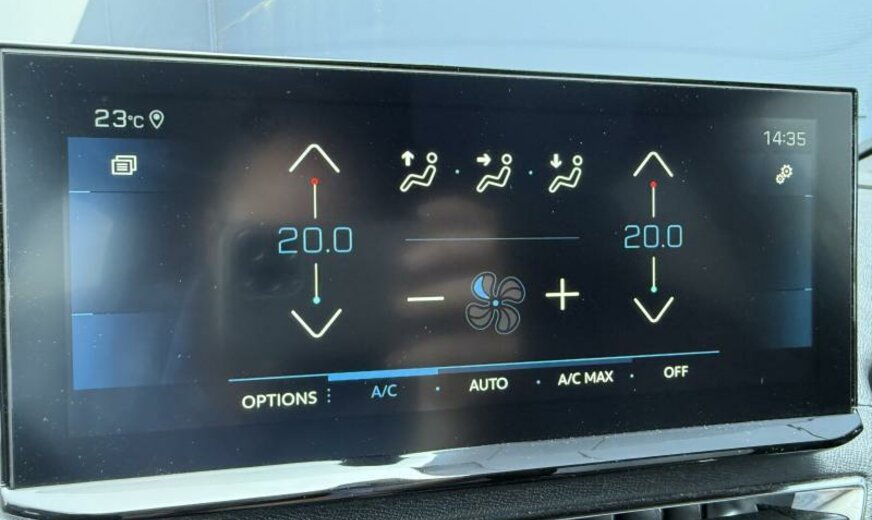 23°C
14:35
20.0
20.0
OPTIONS A/C AUTO A/C MAX OFF